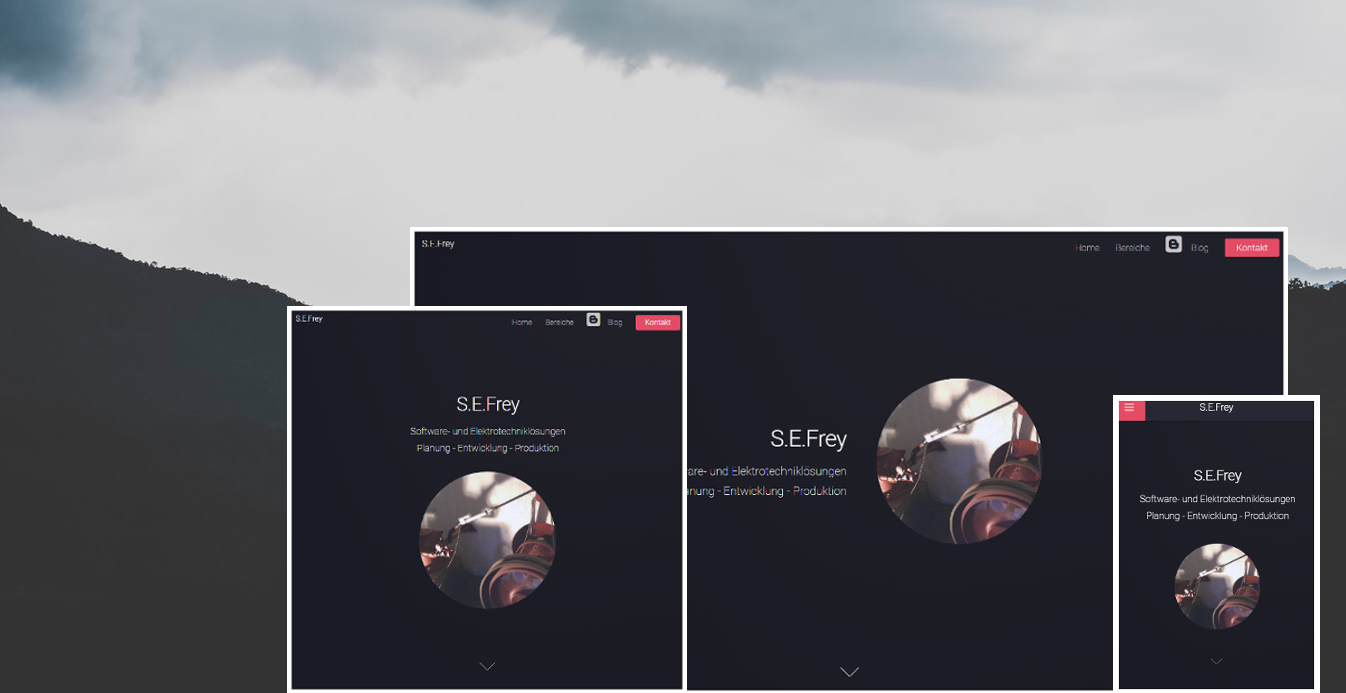 S.E.Frey
Home Bereiche Blog Kontakt
S.E.Frey
are- und Elektrotechniklösungen
anung - Entwicklung - Produktion
S.E.Frey
Home Bereiche Blog Kontakt
S.E.Frey
Software- und Elektrotechniklösungen
Planung - Entwicklung - Produktion
S.E.Frey
S.E.Frey
Software- und Elektrotechniklösungen
Planung - Entwicklung - Produktion